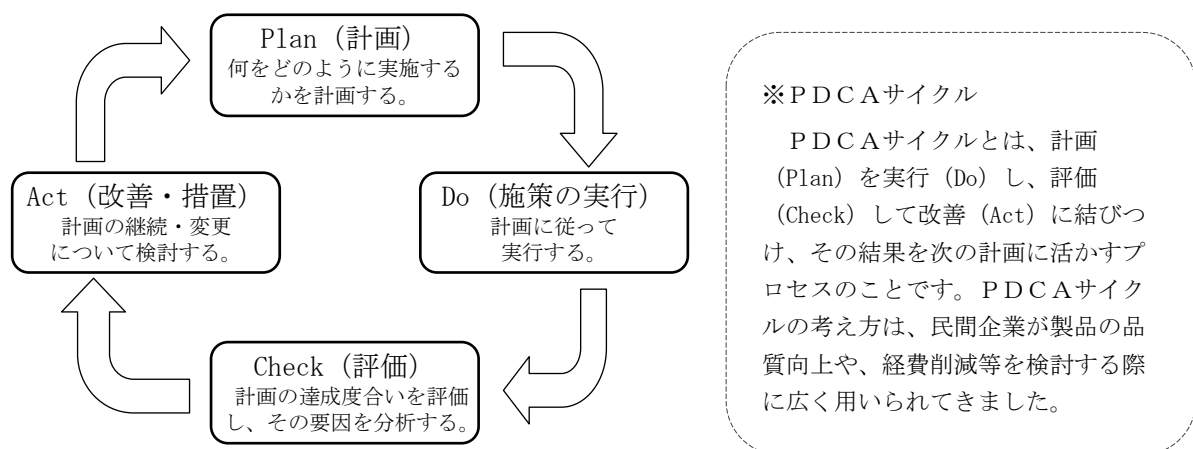 Plan（計画）
何をどのように実施する
かを計画する。
Do（施策の実行）
計画に従って
実行する。
Check（評価）
計画の達成度合いを評価
し、その要因を分析する。
Act（改善・措置）
計画の継続・変更
について検討する。
※ＰＤＣＡサイクル
　ＰＤＣＡサイクルとは、計画
（Plan）を実行（Do）し、評価
（Check）して改善（Act）に結びつ
け、その結果を次の計画に活かすプ
ロセスのことです。ＰＤＣＡサイク
ルの考え方は、民間企業が製品の品
質向上や、経費削減等を検討する際
に広く用いられてきました。